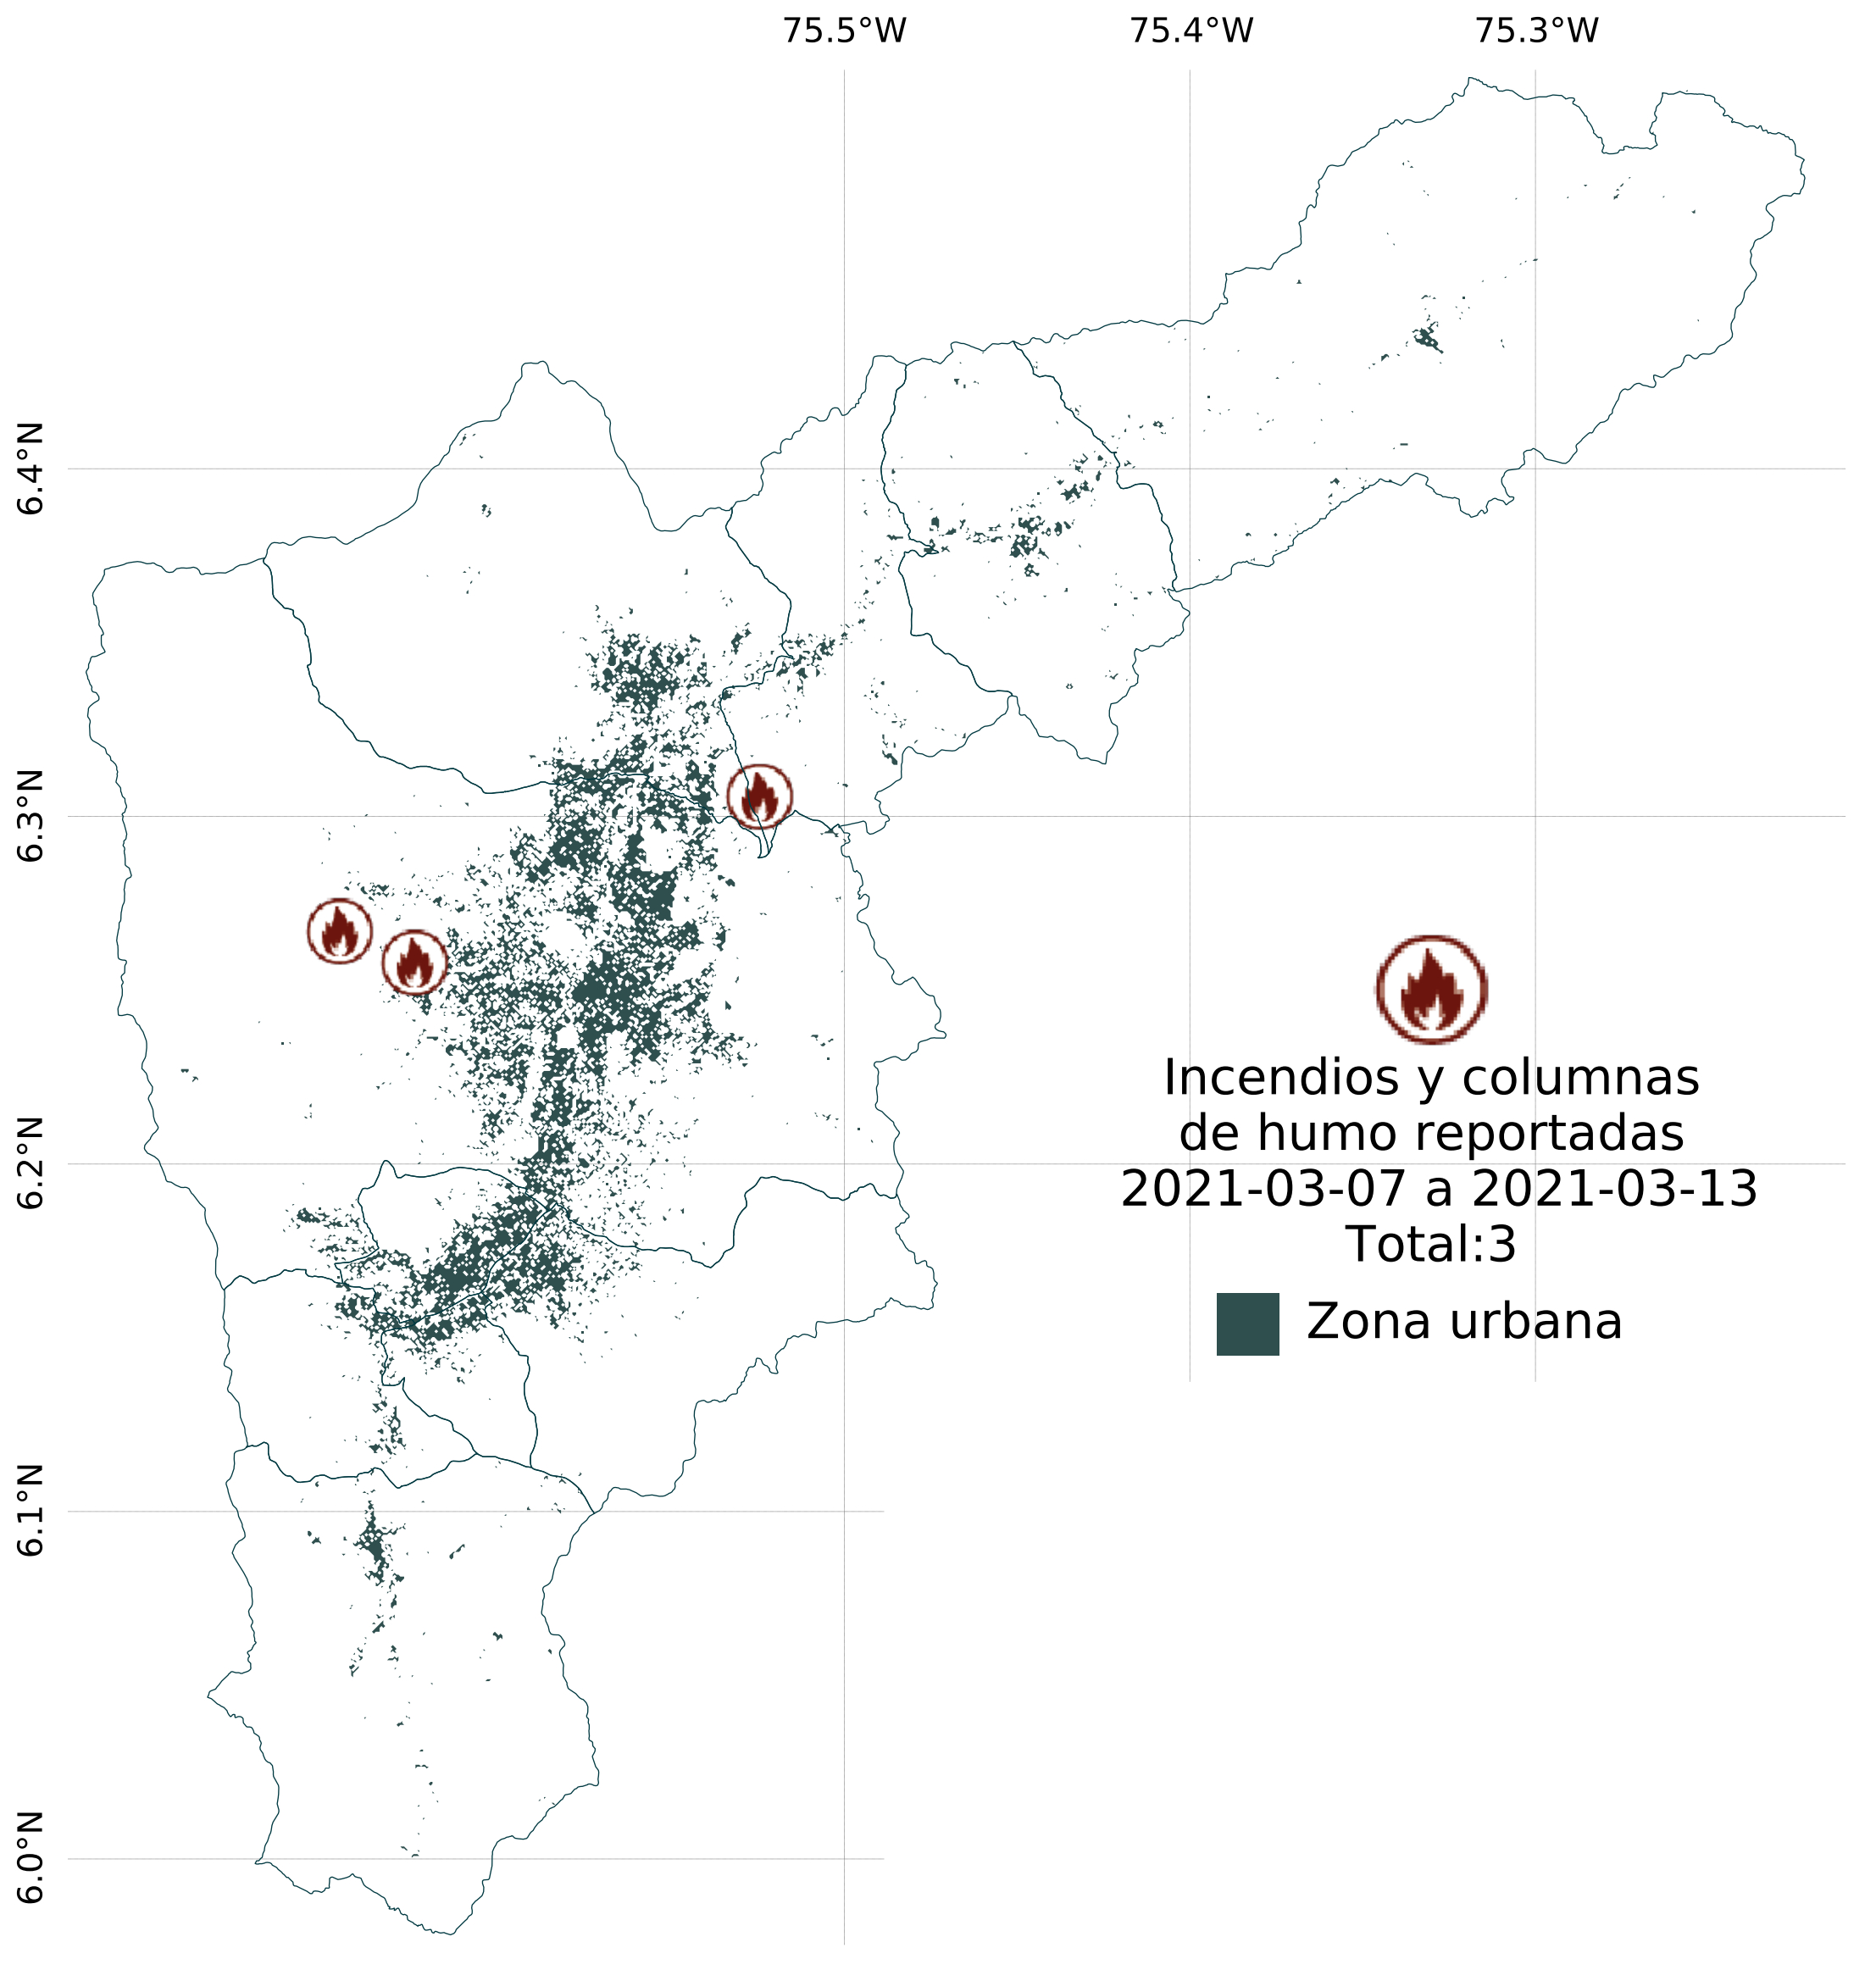 75.5°W 75.4°W 75.3°W
6.4°N
6.3°N
6.2°N
6.1°N
6.0°N
Incendios y columnas
de humo reportadas
2021-03-07 a 2021-03-13
Total:3
Zona urbana